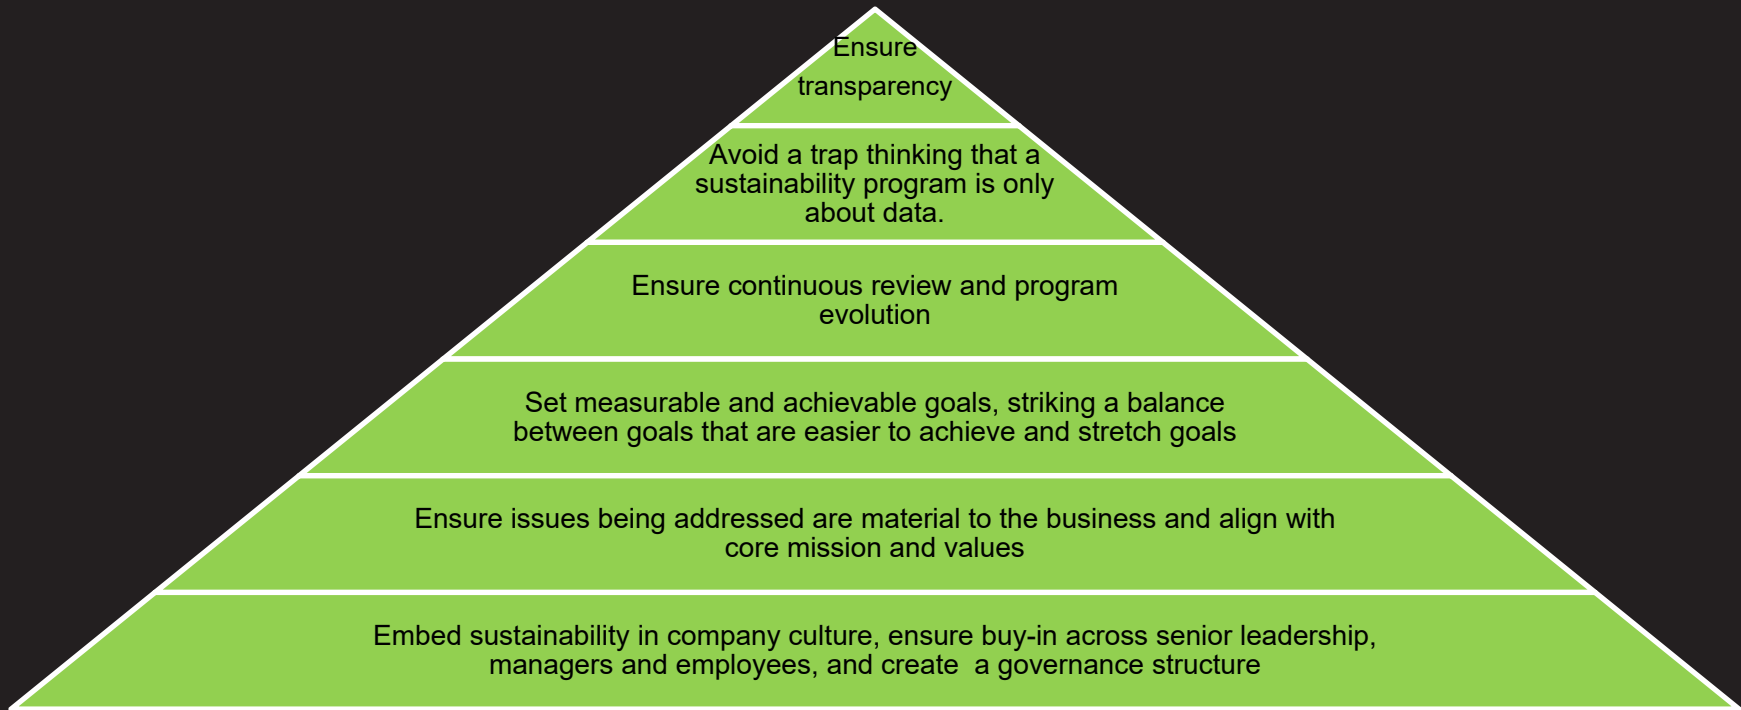 Ensure
transparency
Avoid a trap thinking that a
sustainability program is only
about data.
Ensure continuous review and program
evolution
Set measurable and achievable goals, striking a balance
between goals that are easier to achieve and stretch goals
Ensure issues being addressed are material to the business and align with
core mission and values
Embed sustainability in company culture, ensure buy-in across senior leadership,
managers and employees, and create  a governance structure